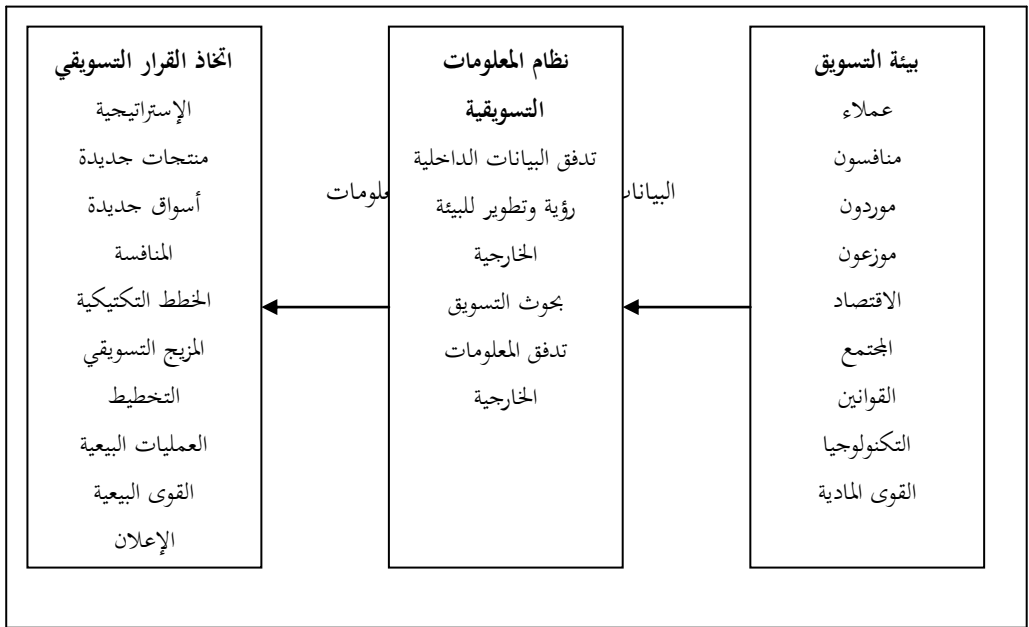 بيئة التسويق
عملاء
منافسون
موردون
موزعون
الاقتصاد
المجتمع
القوانين
التكنولوجيا
القوى المادية
البيانات
نظام المعلومات
التسويقية
تدفق البيانات الداخلية
رؤية وتطوير للبيئة
الخارجية
بحوث التسويق
تدفق المعلومات
الخارجية
اتخاذ القرار التسويقي
الإستراتيجية
منتجات جديدة
أسواق جديدة
المنافسة
الخطط التكتيكية
المزيج التسويقي
التخطيط
العمليات البيعية
القوى البيعية
الإعلان